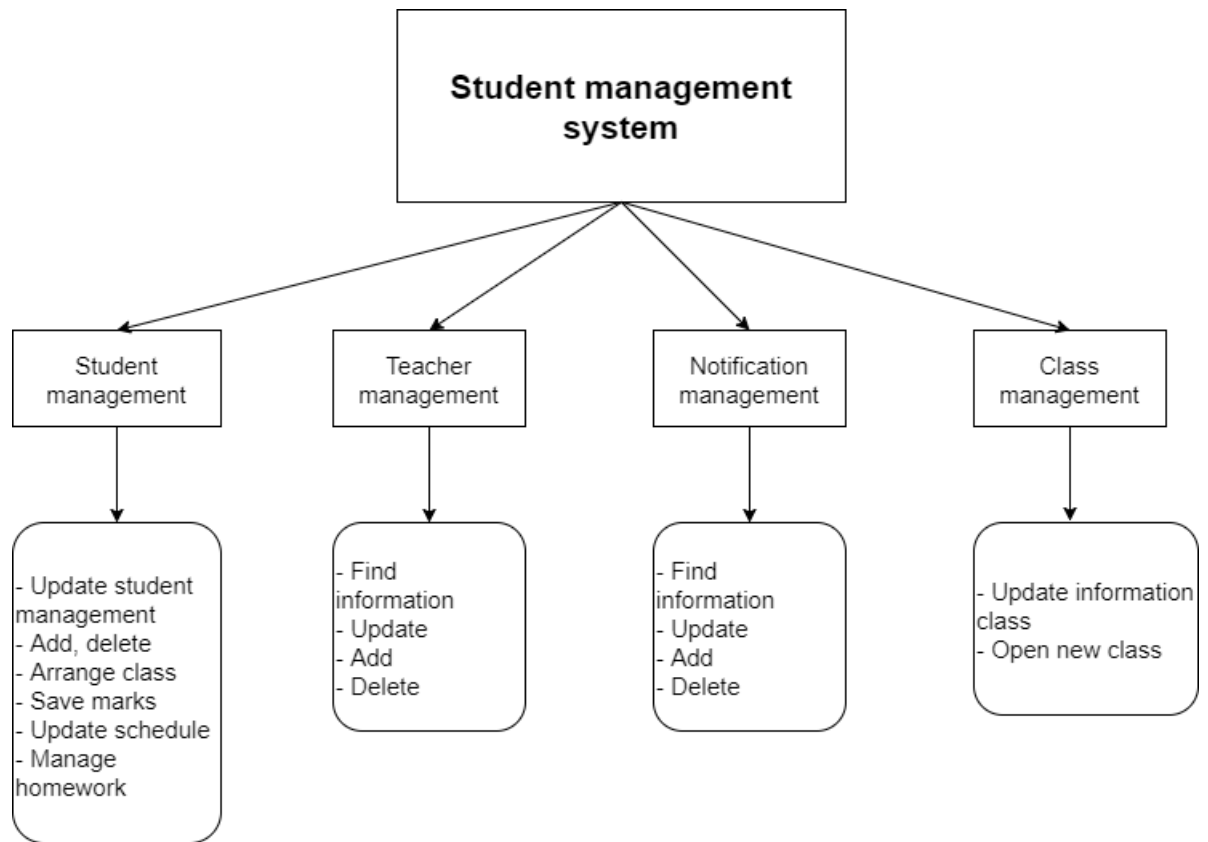 Student management
system
Student
management
Teacher
management
Notification
management
Class
management
- Update student
management
- Add, delete
- Arrange class
- Save marks
- Update schedule
- Manage
homework
- Find
information
- Update
- Add
- Delete
- Find
information
- Update
- Add
- Delete
- Update information
class
- Open new class